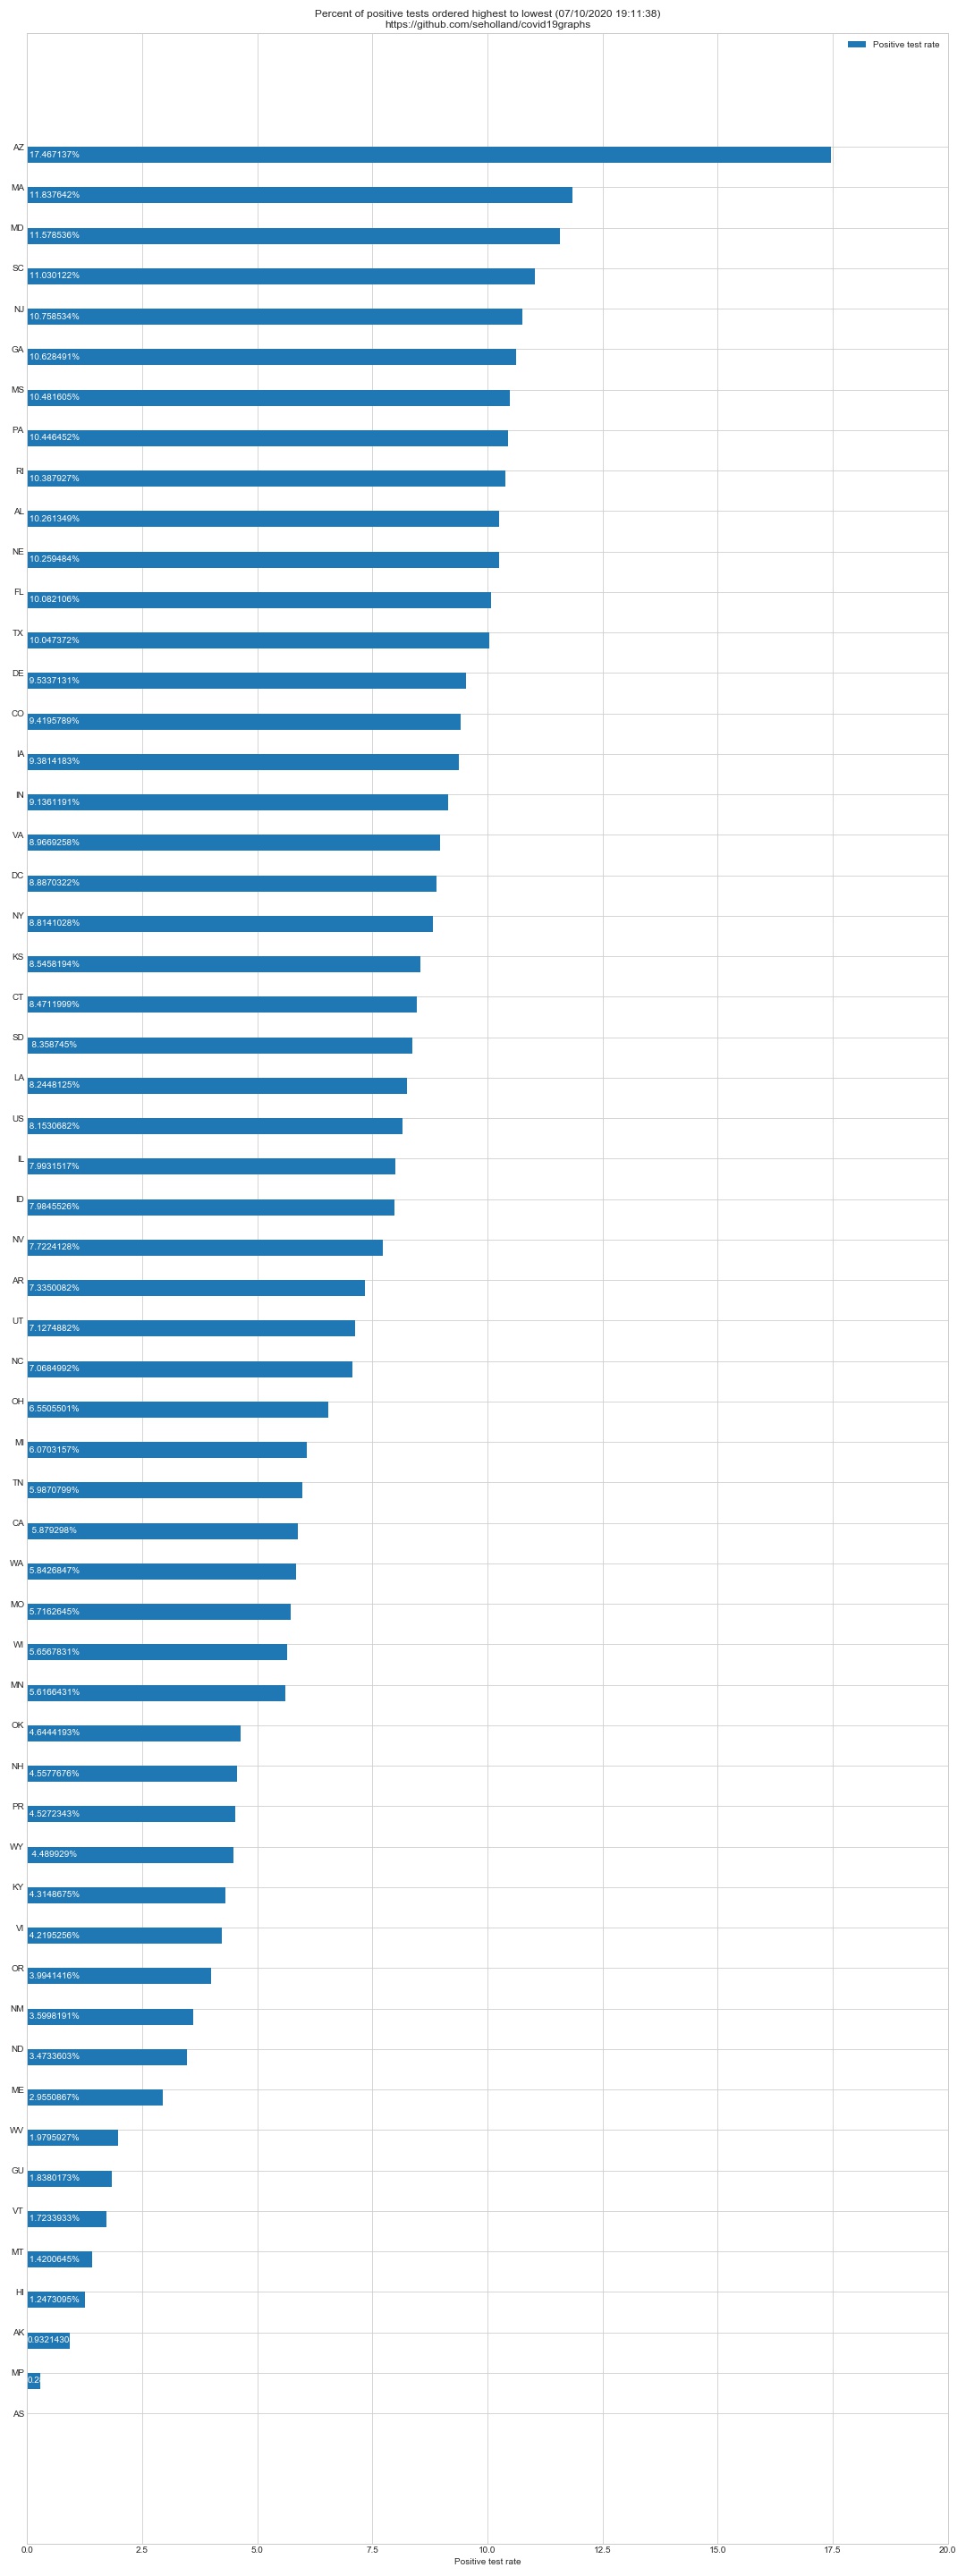 Percent of positive tests ordered highest to lowest (07/10/2020 19:11:38)
https://github.com/seholland/covid19graphs
Positive test rate
AZ 17.467137%
MA 11.837642%
MD 11.578536%
SC 11.030122%
NJ 10.758534%
GA 10.628491%
MS 10.481605%
PA 10.446452%
RI 10.387927%
AL 10.261349%
NE 10.259484%
FL 10.082106%
TX 10.047372%
DE 9.5337131%
CO 9.4195789%
IA 9.3814183%
IN 9.1361191%
VA 8.9669258%
DC 8.8870322%
NY 8.8141028%
KS 8.5458194%
CT 8.4711999%
SD 8.358745%
LA 8.2448125%
US 8.1530682%
IL 7.9931517%
ID 7.9845526%
NV 7.7224128%
AR 7.3350082%
UT 7.1274882%
NC 7.0684992%
OH 6.5505501%
MI 6.0703157%
TN 5.9870799%
CA 5.879298%
WA 5.8426847%
MO 5.7162645%
WI 5.6567831%
MN 5.6166431%
OK 4.6444193%
NH 4.5577676%
PR 4.5272343%
WY 4.489929%
KY 4.3148675%
VI 4.2195256%
OR 3.9941416%
NM 3.5998191%
ND 3.4733603%
ME 2.9550867%
WV 1.9795927%
GU 1.8380173%
VT 1.7233933%
MT 1.4200645%
HI 1.2473095%
AK 0.9321430
MP
AS
0.0 2.5 5.0 7.5 10.0 12.5 15.0 17.5 20.0
Positive test rate